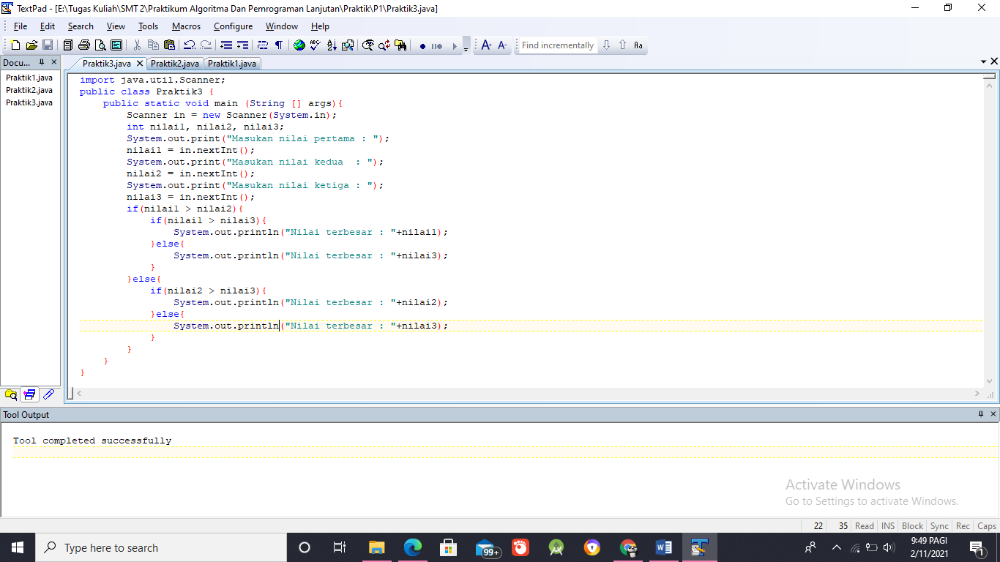 TextPad - [E:\Tugas Kuliah\SMT 2\Praktikum Algoritma Dan Pemrograman Lanjutan\Praktik\P1\Praktik3.java]
File Edit Search View Tools Macros Configure Window Help
Find incrementally Aa
Docu...
Praktik3.java Praktik2.java Praktik1.java
Praktik1.java
Praktik2.java
Praktik3.java
import java.util.Scanner;
public class Praktik3 {
    public static void main (String [] args){
        Scanner in = new Scanner(System.in);
        int nilai1, nilai2, nilai3;
        System.out.print("Masukan nilai pertama : ");
        nilai1 = in.nextInt();
        System.out.print("Masukan nilai kedua  : ");
        nilai2 = in.nextInt();
        System.out.print("Masukan nilai ketiga : ");
        nilai3 = in.nextInt();
        if(nilai1 > nilai2){
            if(nilai1 > nilai3){
                System.out.println("Nilai terbesar : "+nilai1);
            }else{
                System.out.println("Nilai terbesar : "+nilai3);
            }
        }else{
            if(nilai2 > nilai3){
                System.out.println("Nilai terbesar : "+nilai2);
            }else{
                System.out.println("Nilai terbesar : "+nilai3);
            }
        }
    }
}
Tool Output
Tool completed successfully
Activate Windows
Go to Settings to activate Windows.
22 35 Read INS Block Sync Rec Caps
Type here to search
99+
9:49 PAGI
2/11/2021
1